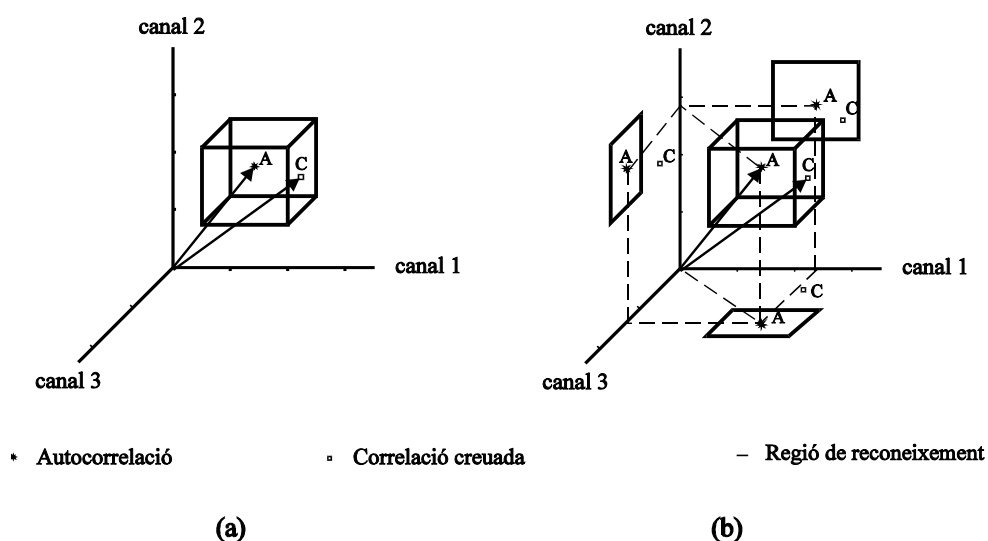 canal 2
A
C
canal 1
canal 3
canal 2
A
C
A
C
A
C
canal 1
C
A
canal 3
Autocorrelació
Correlació creuada
Regió de reconeixement
(a)
(b)